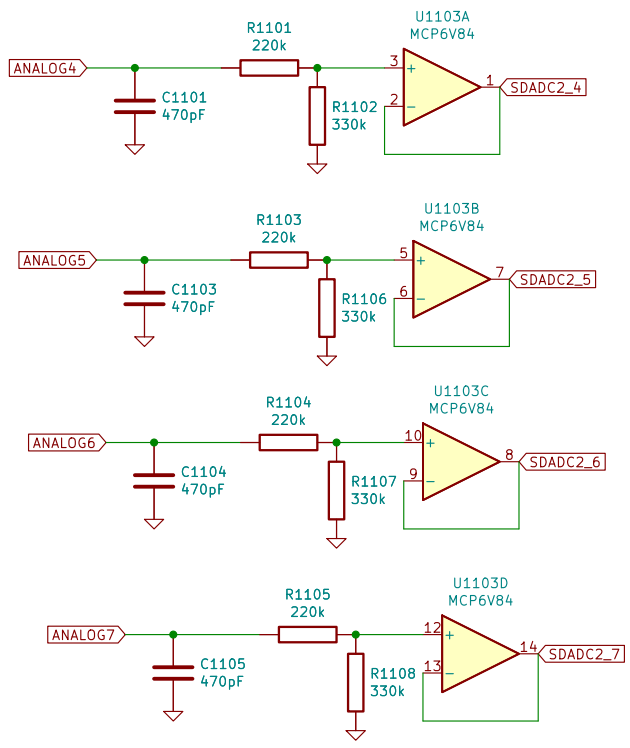 U1103A
MCP6V84
R1101
220k
ANALOG4
3
+
1
SDADC2_4
C1101
470pF
R1102
330k
2
−
U1103B
MCP6V84
R1103
220k
ANALOG5
5
+
7
SDADC2_5
C1103
470pF
R1106
330k
6
−
U1103C
MCP6V84
R1104
220k
ANALOG6
10
+
8
SDADC2_6
C1104
470pF
R1107
330k
9
−
U1103D
MCP6V84
R1105
220k
ANALOG7
12
+
14
SDADC2_7
C1105
470pF
R1108
330k
13
−